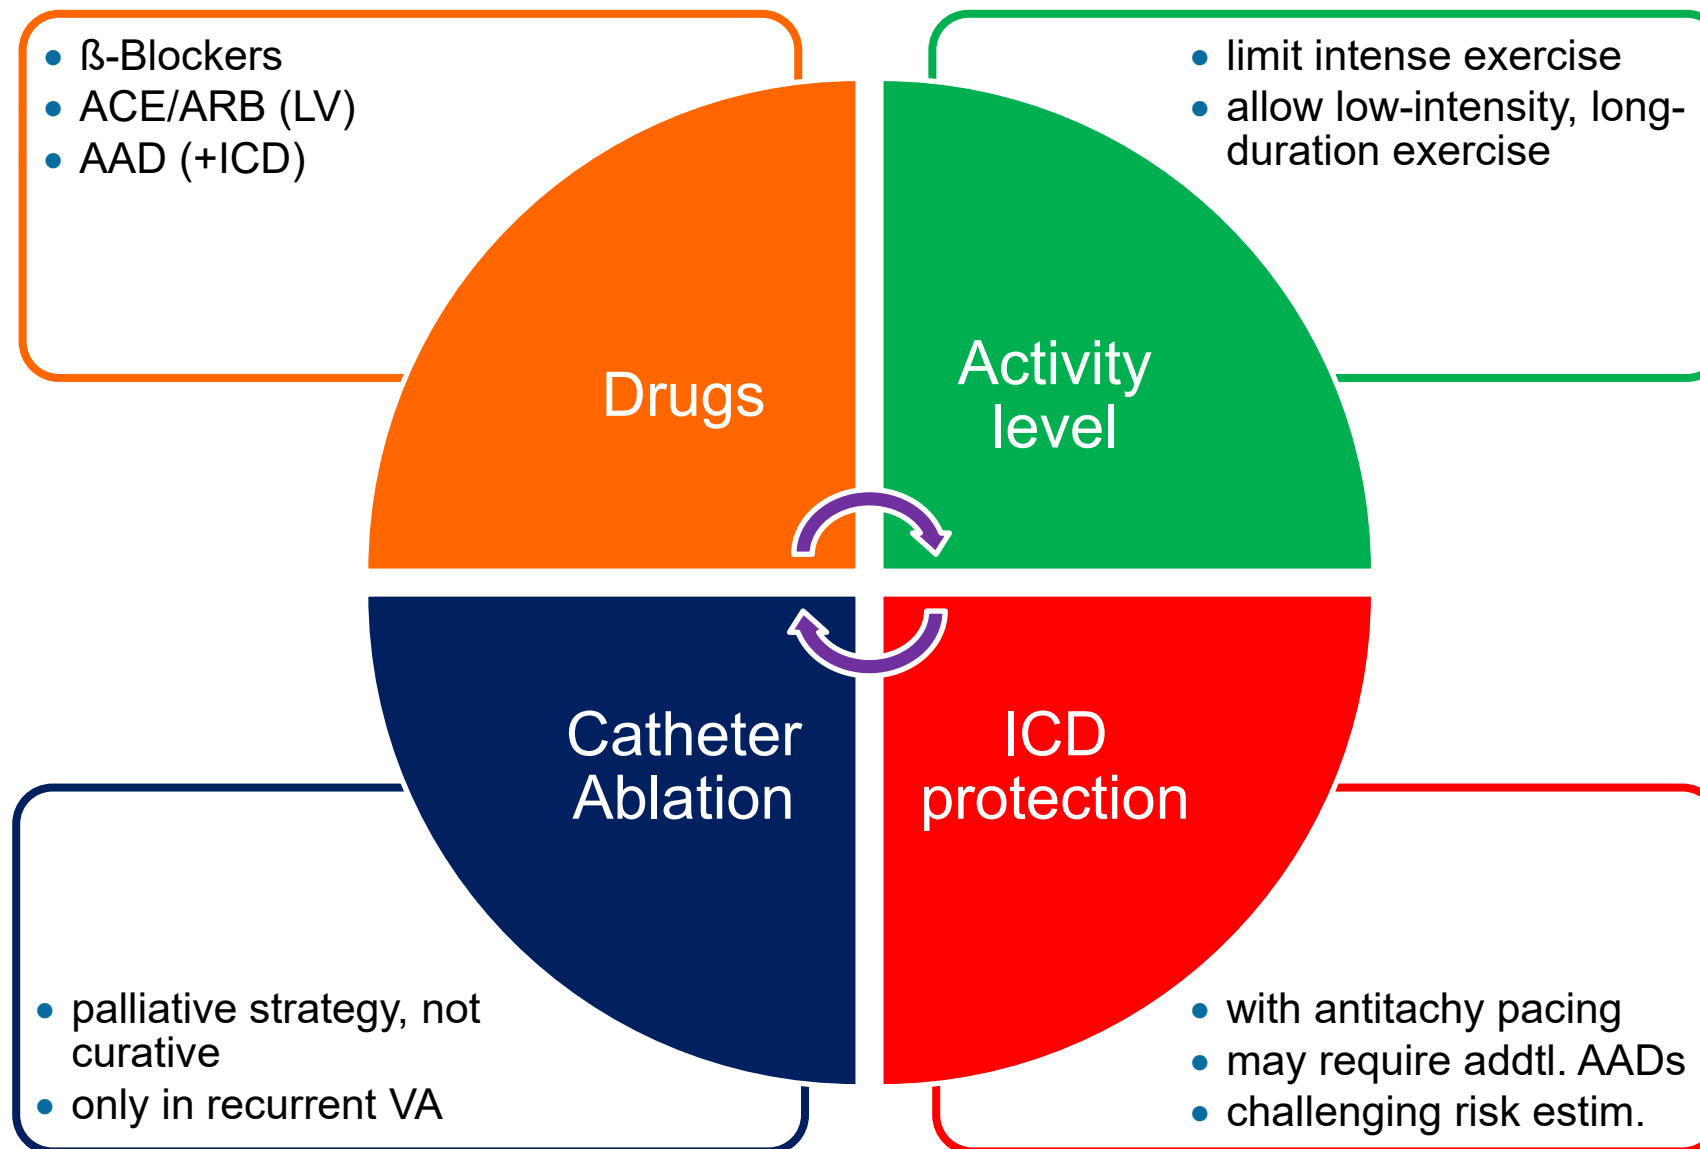 • ß-Blockers
• ACE/ARB (LV)
• AAD (+ICD)
• limit intense exercise
• allow low-intensity, long-
duration exercise
Drugs
Activity
level
Catheter
Ablation
ICD
protection
• palliative strategy, not
curative
• only in recurrent VA
• with antitachy pacing
• may require addtl. AADs
• challenging risk estim.